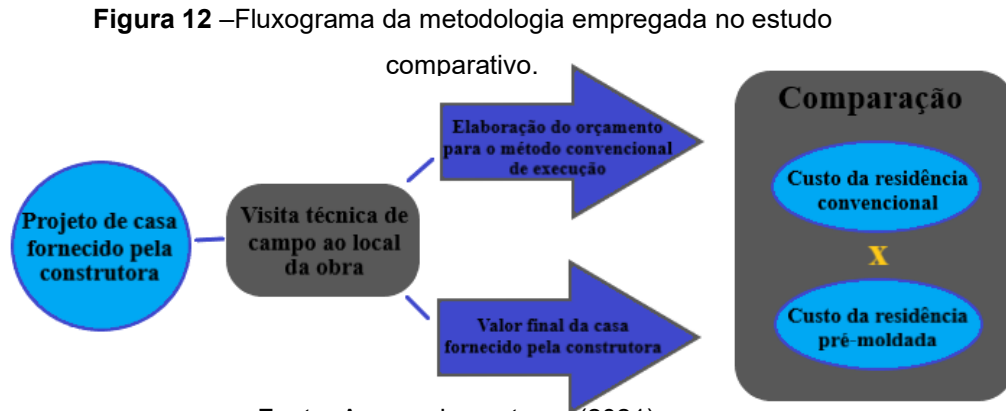 Figura 12 –Fluxograma da metodologia empregada no estudo
comparativo.
Projeto de casa
fornecido pela
construtora
Visita técnica de
campo ao local
da obra
Elaboração do orçamento
para o método convencional
de execução
Valor final da casa
fornecido pela construtora
Comparação
Custo da residência
convencional
X
Custo da residência
pré-moldada
(2021)